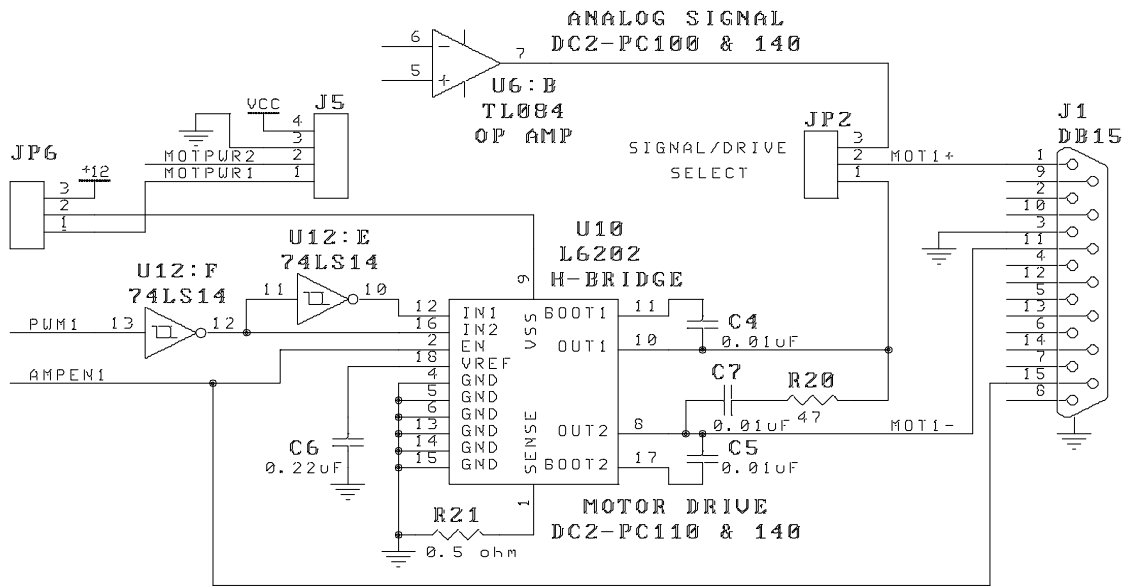 ANALOG SIGNAL
DC2-PC100 & 140
6
5
7
U6:B
TL084
OP AMP
VCC
J5
4
3
2
1
MOTPWR2
MOTPWR1
JP6
+12
3
2
1
SIGNAL/DRIVE
SELECT
JP2
3
2
1
MOT1+
J1
DB15
1
9
2
10
3
11
4
12
5
13
6
14
7
15
8
U12:E
74LS14
11
10
U12:F
74LS14
PWM1
13
12
AMPEN1
U10
L6202
H-BRIDGE
9
VSS
12
IN1
16
IN2
2
EN
18
VREF
4
GND
5
GND
6
GND
13
GND
14
GND
15
GND
SENSE
1
BOOT1
11
OUT1
10
OUT2
8
BOOT2
17
C4
0.01uF
C7
0.01uF
R20
47
MOT1-
C5
0.01uF
C6
0.22uF
R21
0.5 ohm
MOTOR DRIVE
DC2-PC110 & 140